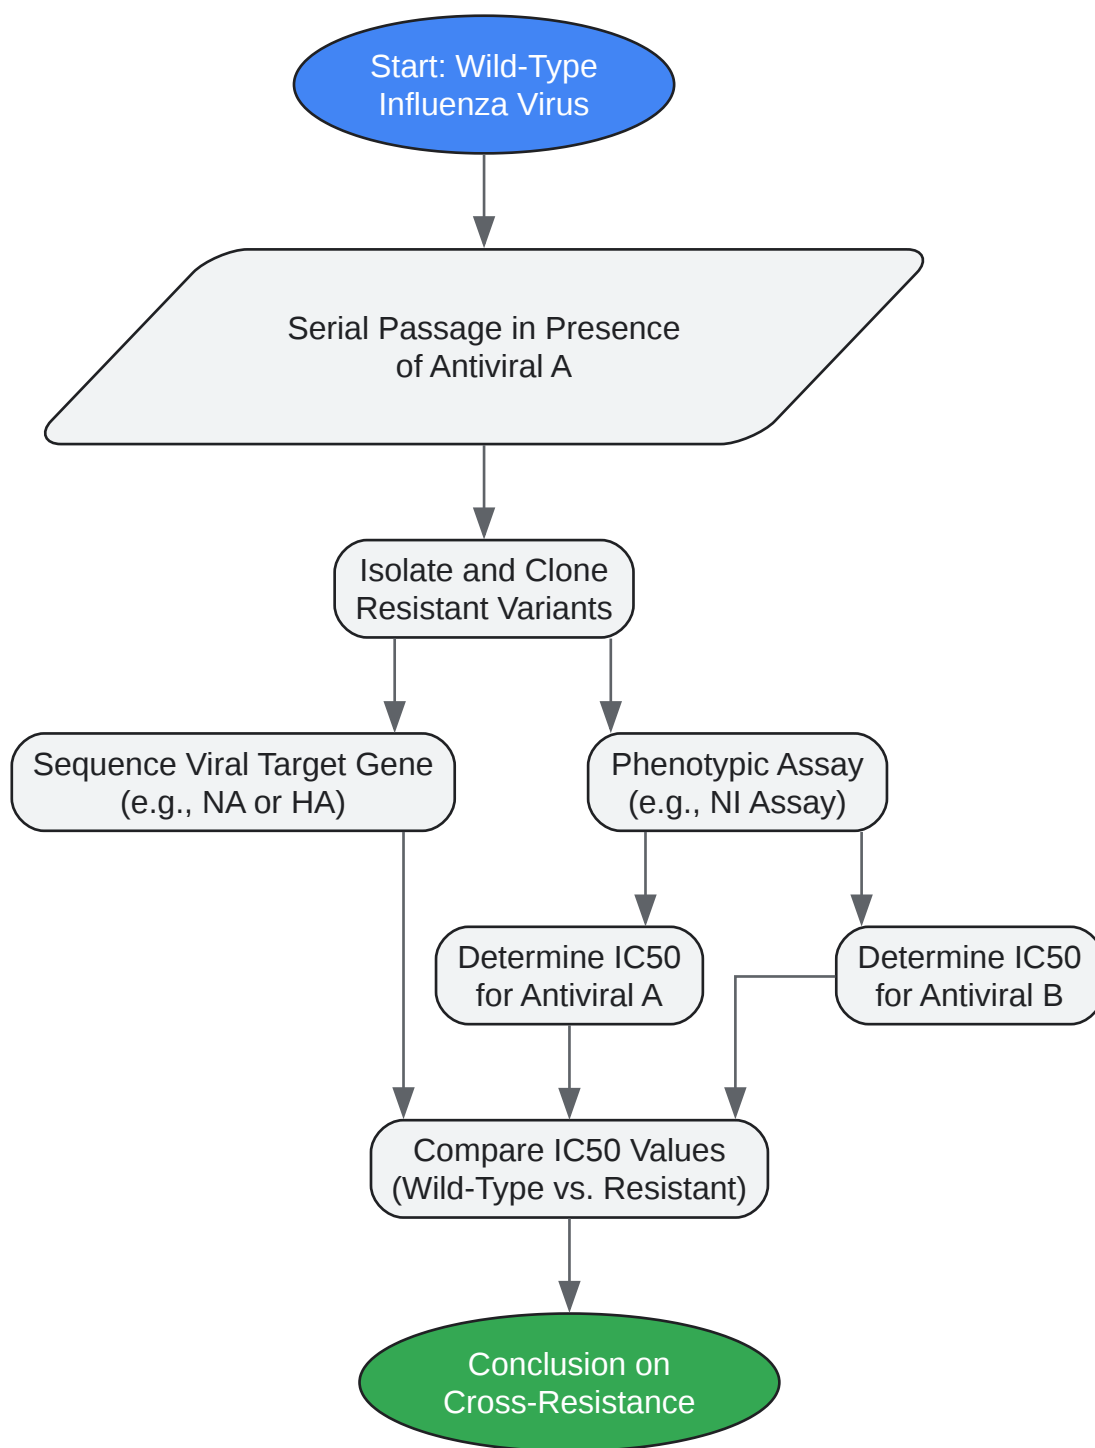 Start: Wild-Type
Influenza Virus
Serial Passage in Presence
of Antiviral A
Isolate and Clone
Resistant Variants
Sequence Viral Target Gene
(e.g., NA or HA)
Phenotypic Assay
(e.g., NI Assay)
Determine IC50
for Antiviral A
Determine IC50
for Antiviral B
Compare IC50 Values
(Wild-Type vs. Resistant)
Conclusion on
Cross-Resistance